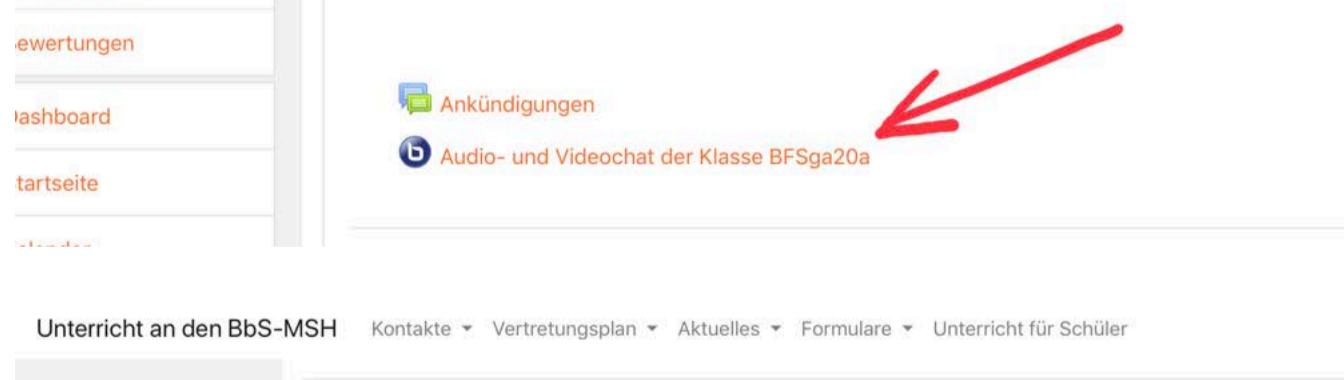 ewertungen
Ankündigungen
ashboard
Audio- und Videochat der Klasse BFSga20a
tartseite
Unterricht an den BbS-MSH Kontakte Vertretungsplan Aktuelles Formulare Unterricht für Schüler